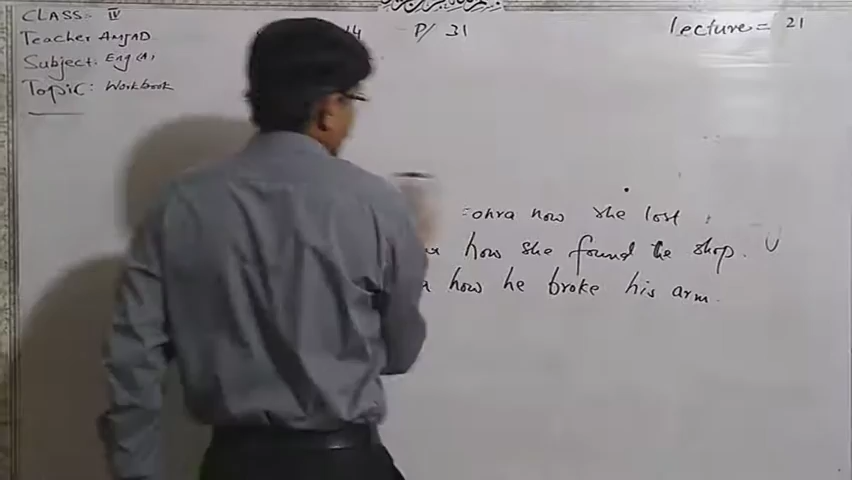 CLASS= IV
Teacher AMJAD
Subject: Eng (A)
Topic: Workbook
14 P/ 31
Lecture= 21
ohra how she lost
how she found the shop.
how he broke his arm.